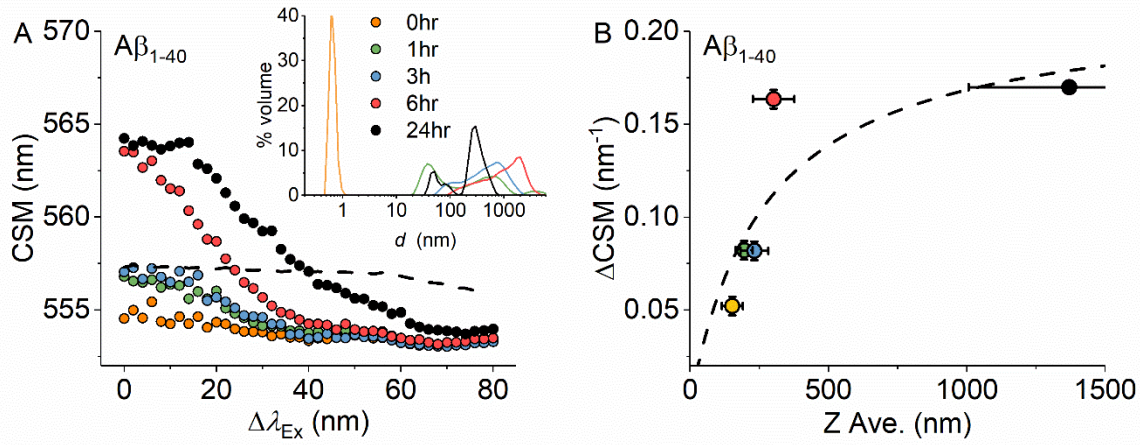 A
Aβ1-40
CSM (nm)
570
565
560
555
0
20
40
60
80
ΔλEx (nm)
% volume
40
30
20
10
0
1
10
100
1000
d (nm)
0hr
1hr
3h
6hr
24hr
B
Aβ1-40
ΔCSM (nm-1)
0.20
0.15
0.10
0.05
0
500
1000
1500
Z Ave. (nm)